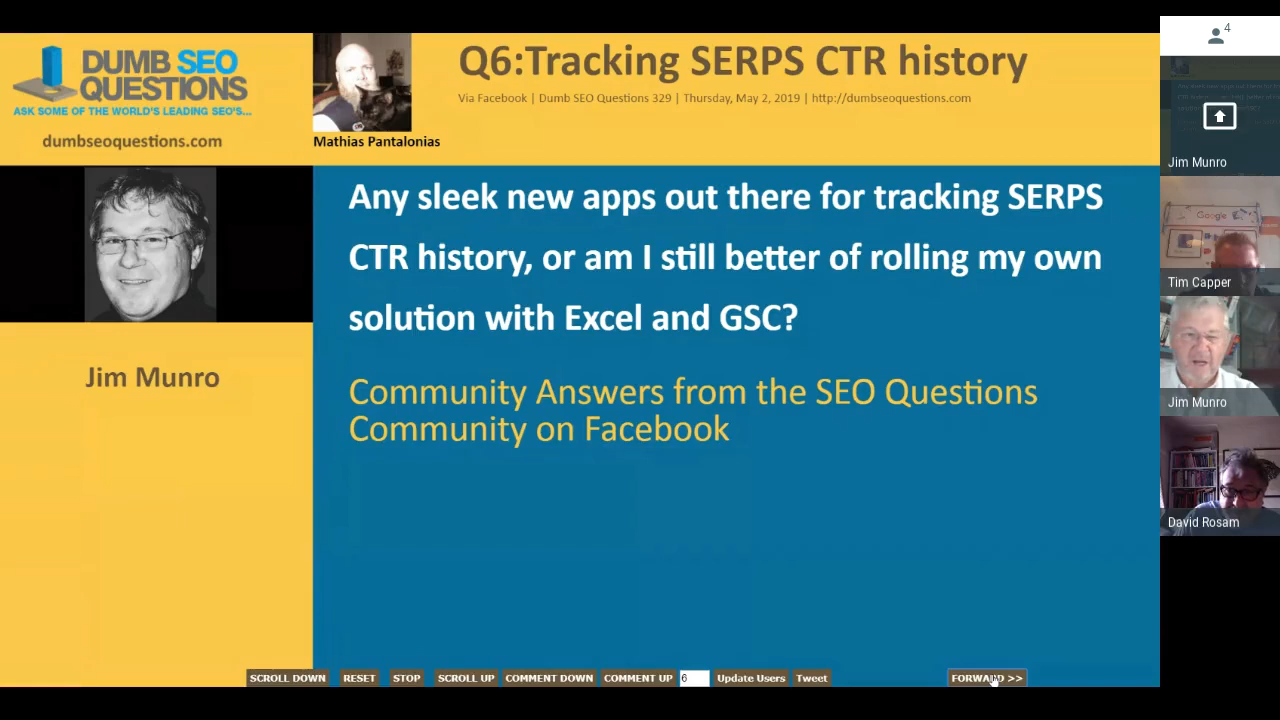 DUMB SEO
QUESTIONS
ASK SOME OF THE WORLD'S LEADING SEO'S...
dumbseoquestions.com
Mathias Pantalonias
Q6:Tracking SERPS CTR history
Via Facebook | Dumb SEO Questions 329 | Thursday, May 2, 2019 | http://dumbseoquestions.com
Jim Munro
Any sleek new apps out there for tracking SERPS
CTR history, or am I still better of rolling my own
solution with Excel and GSC?
Community Answers from the SEO Questions
Community on Facebook
SCROLL DOWN RESET STOP SCROLL UP COMMENT DOWN COMMENT UP 6 Update Users Tweet FORWARD >>
4
Jim Munro
Google
Tim Capper
Jim Munro
David Rosam